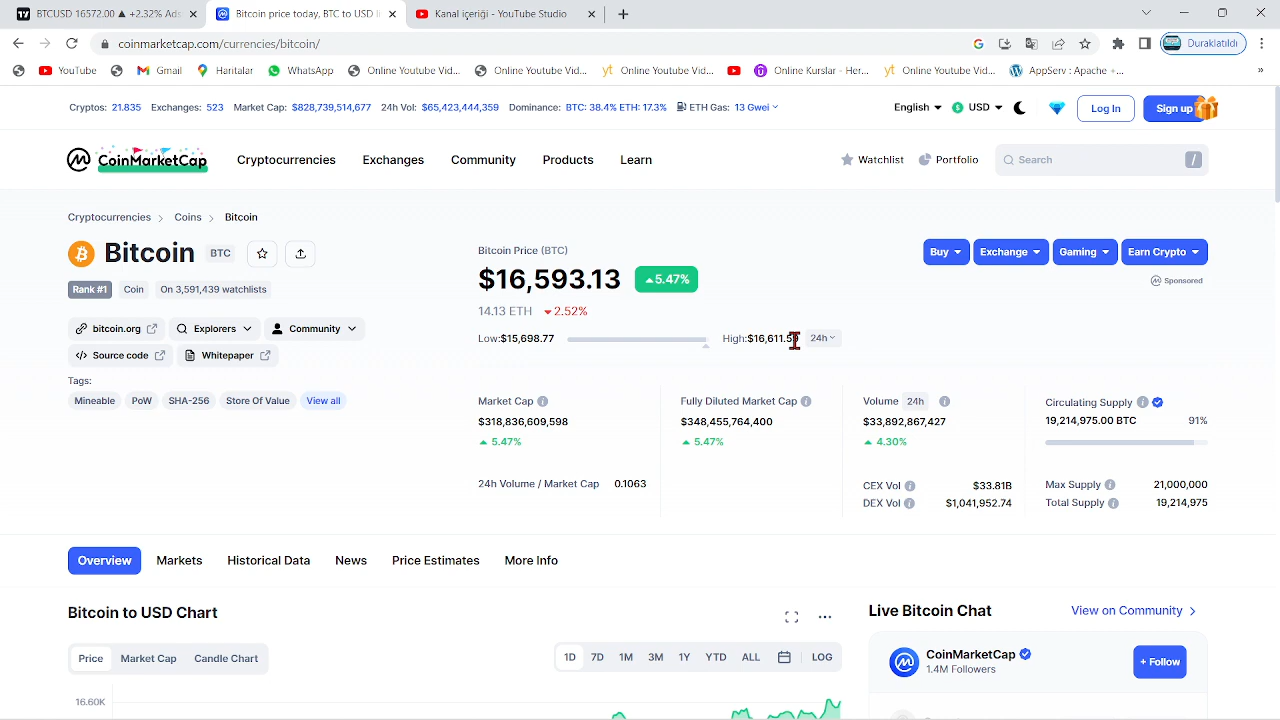 BTCUSD 16572.00 ▲ +2.32% Ad
Bitcoin price today, BTC to USD li
Kanal içeriği - YouTube Studio
coinmarketcap.com/currencies/bitcoin/
Duraklatıldı
YouTube
Gmail
Haritalar
WhatsApp
Online Youtube Vid...
Online Youtube Vid...
Online Youtube Vid...
Online Kurslar - Her...
Online Youtube Vid...
AppServ : Apache +...
»
Cryptos: 21.835 Exchanges: 523 Market Cap: $828,739,514,677 24h Vol: $65,423,444,359 Dominance: BTC: 38.4% ETH: 17.3% ETH Gas: 13 Gwei
English USD Log In Sign up
CoinMarketCap Cryptocurrencies Exchanges Community Products Learn
Watchlist Portfolio Search /
Cryptocurrencies > Coins > Bitcoin
Bitcoin BTC
Rank #1 Coin On 3,591,439 watchlists
bitcoin.org Explorers Community
Source code Whitepaper
Tags:
Mineable PoW SHA-256 Store Of Value View all
Bitcoin Price (BTC)
$16,593.13 ▲5.47%
14.13 ETH ▼2.52%
Low:$15,698.77 High: 24h
Buy Exchange Gaming Earn Crypto
Sponsored
Market Cap
$318,836,609,598
▲ 5.47%
24h Volume / Market Cap 0.1063
Fully Diluted Market Cap
$348,455,764,400
▲ 5.47%
Volume 24h
$33,892,867,427
▲ 4.30%
CEX Vol $33.81B
DEX Vol $1,041,952.74
Circulating Supply
19,214,975.00 BTC 91%
Max Supply 21,000,000
Total Supply 19,214,975
Overview Markets Historical Data News Price Estimates More Info
Bitcoin to USD Chart
Price Market Cap Candle Chart
1D 7D 1M 3M 1Y YTD ALL LOG
16.60K
Live Bitcoin Chat View on Community >
CoinMarketCap
1.4M Followers
+ Follow